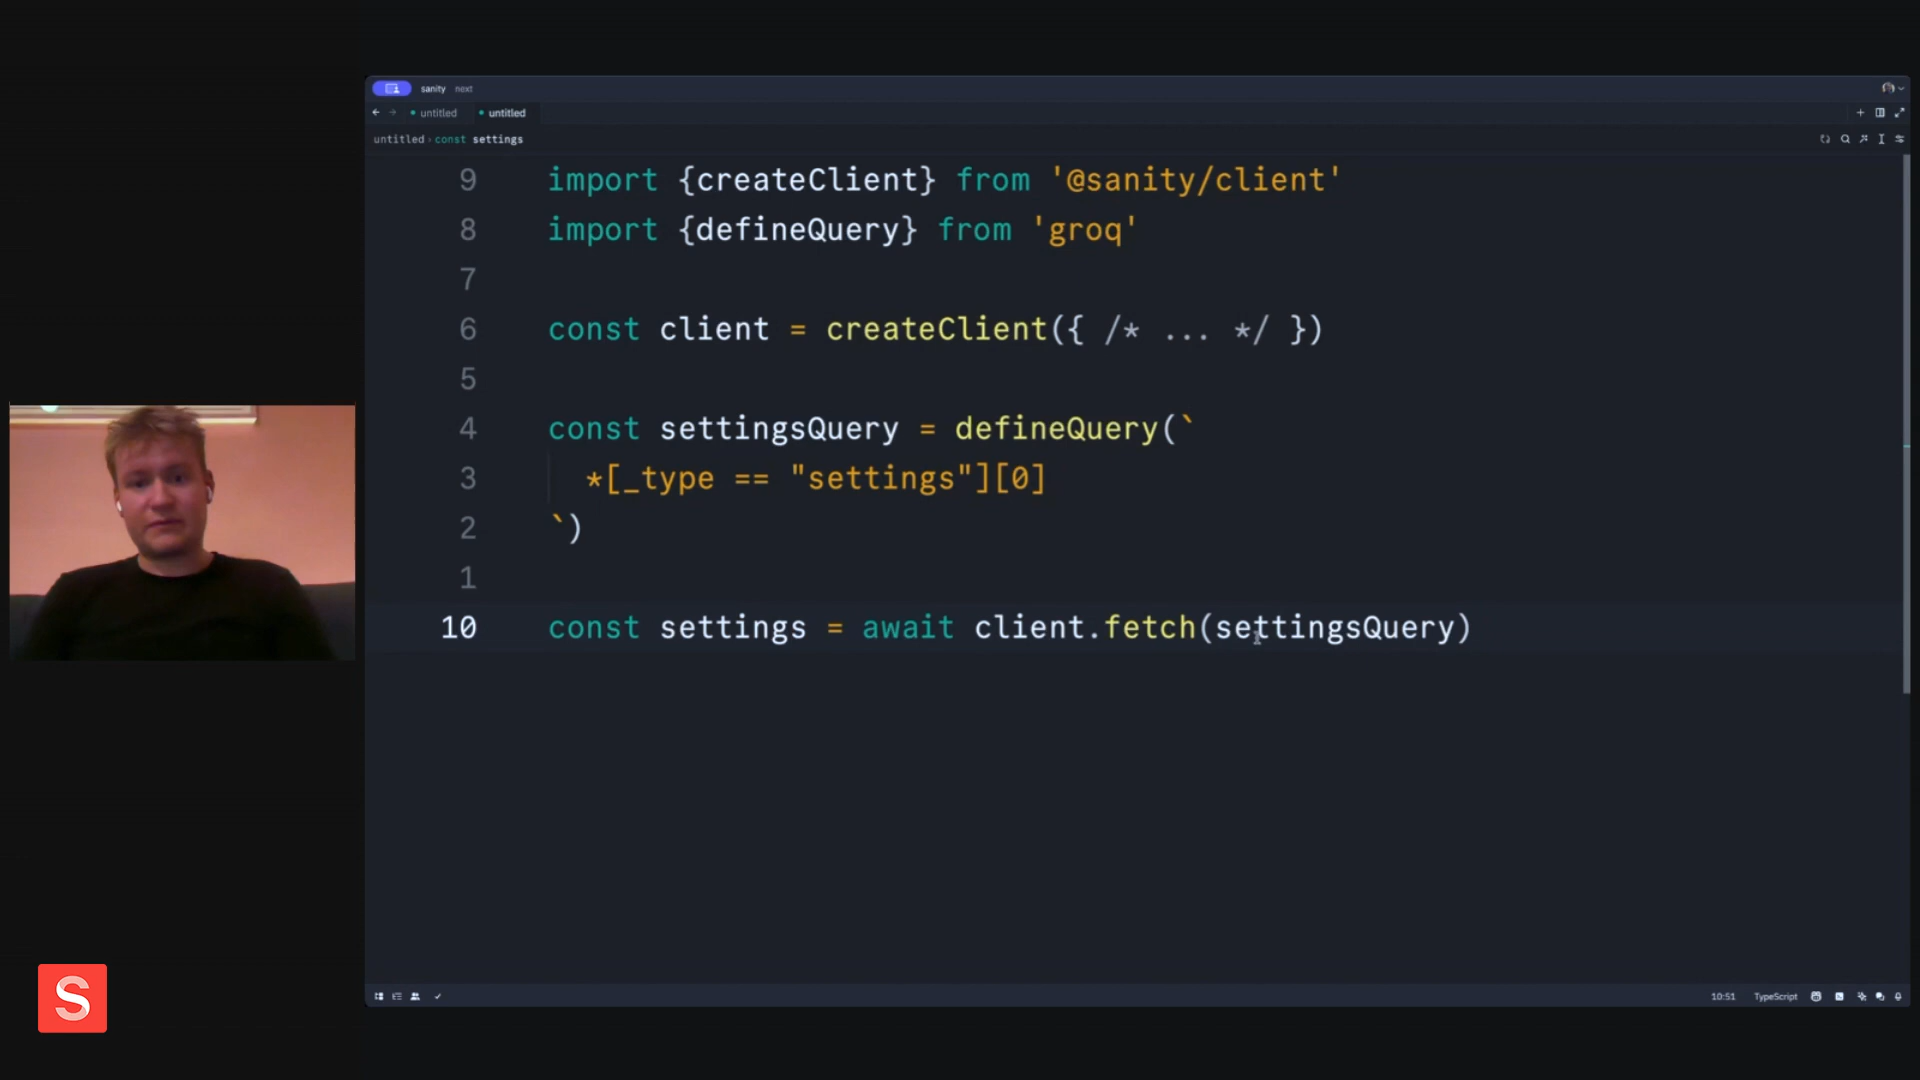 sanity next
untitled untitled
untitled › const settings
9 import {createClient} from '@sanity/client'
8 import {defineQuery} from 'groq'
7
6 const client = createClient({ /* ... */ })
5
4 const settingsQuery = defineQuery(`
3 *[_type == "settings"][0]
2 `)
1
10 const settings = await client.fetch(settingsQuery)
10:51 TypeScript
S